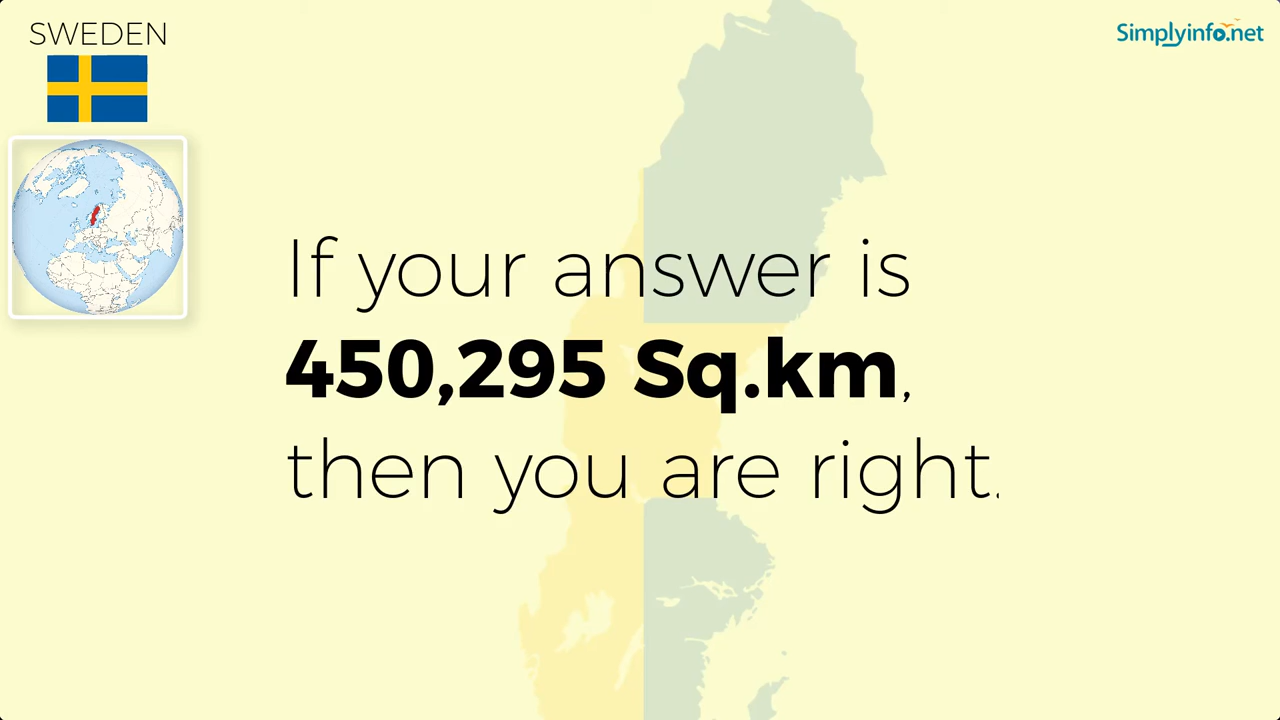 SWEDEN
Simplyinfo.net
If your answer is
450,295 Sq.km,
then you are right.